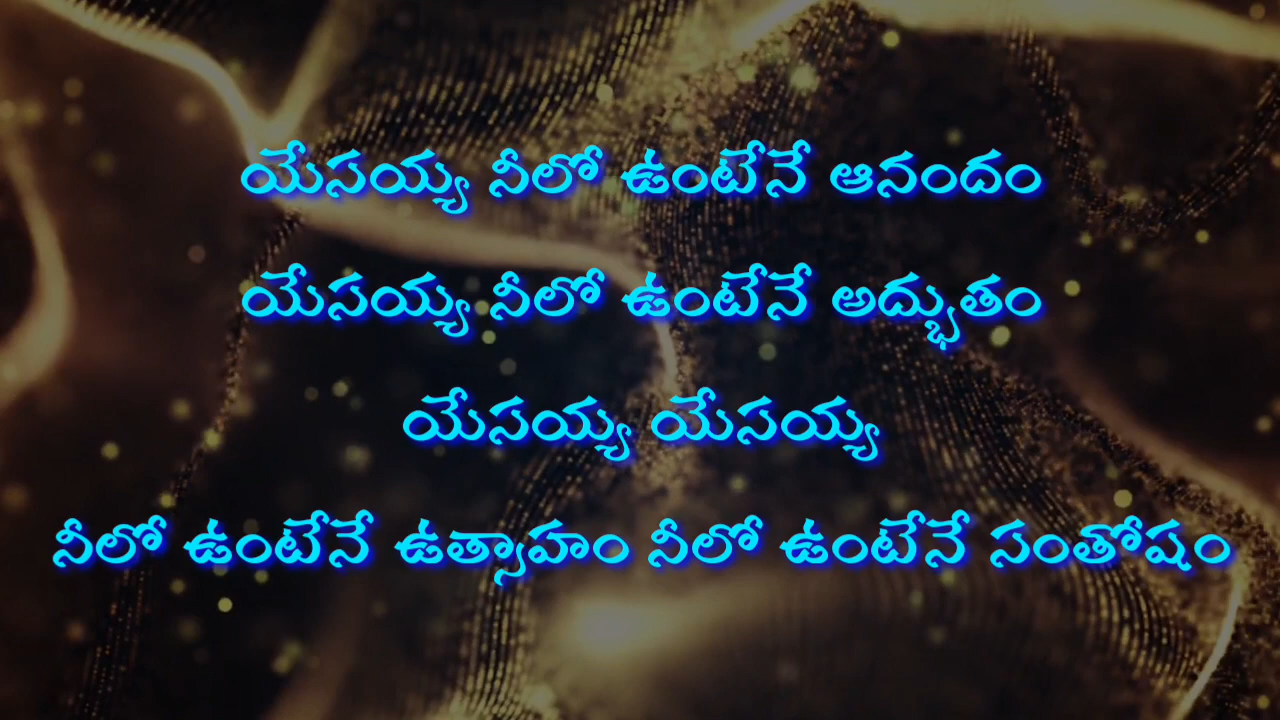 యేసయ్య నీలో ఉంటేనే ఆనందం
యేసయ్య నీలో ఉంటేనే అద్భుతం
యేసయ్య యేసయ్య
నీలో ఉంటేనే ఉత్సాహం నీలో ఉంటేనే సంతోషం